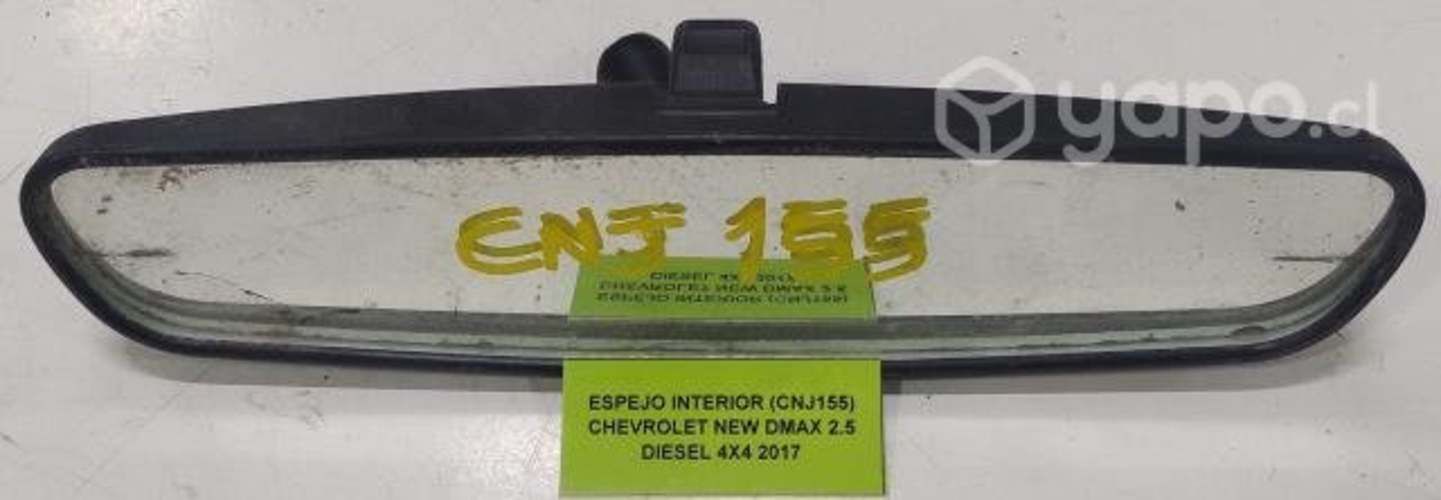 yapo.cl
CNJ 155
ESPEJO INTERIOR (CNJ155)
CHEVROLET NEW DMAX 2.5
DIESEL 4X4 2017